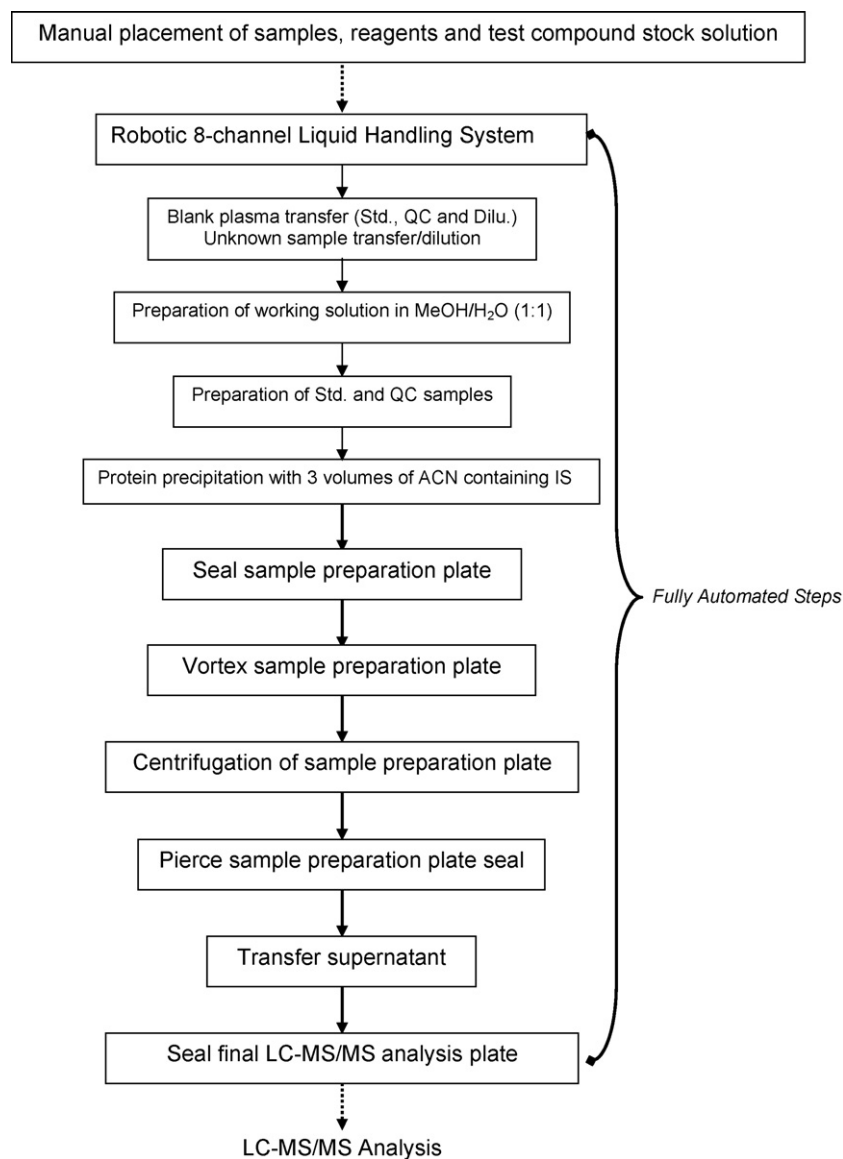 Manual placement of samples, reagents and test compound stock solution
Robotic 8-channel Liquid Handling System
Blank plasma transfer (Std., QC and Dilu.)
Unknown sample transfer/dilution
Preparation of working solution in MeOH/H₂O (1:1)
Preparation of Std. and QC samples
Protein precipitation with 3 volumes of ACN containing IS
Seal sample preparation plate
Vortex sample preparation plate
Fully Automated Steps
Centrifugation of sample preparation plate
Pierce sample preparation plate seal
Transfer supernatant
Seal final LC-MS/MS analysis plate
LC-MS/MS Analysis